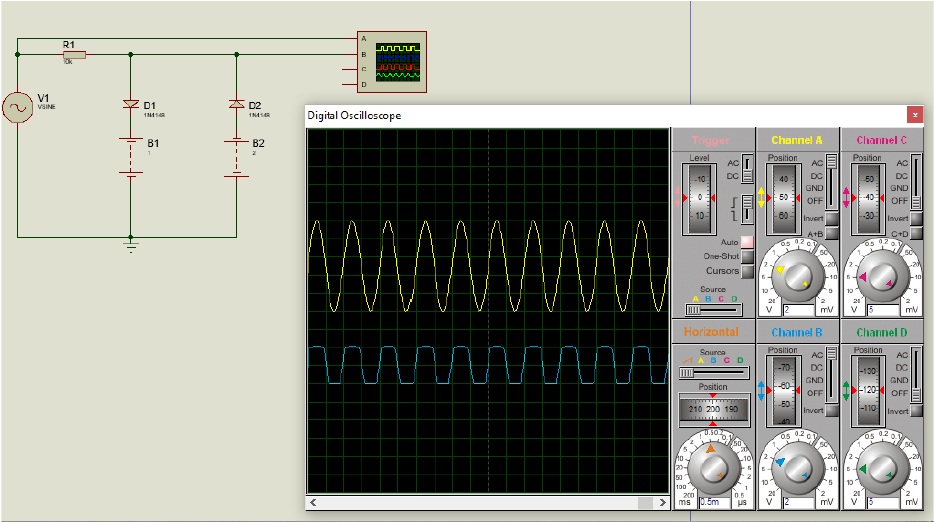 R1
10k
V1
VSINE
D1
1N4148
D2
1N4148
B1
1
B2
2
A
B
C
D
Digital Oscilloscope
Trigger
Level
AC
DC
-10
0
10
Auto
One-Shot
Cursors
Source
A B C D
Channel A
Position
AC
DC
GND
OFF
Invert
A+B
40
50
60
V 2 mV
Channel C
Position
AC
DC
GND
OFF
Invert
C+D
-50
-40
-30
V 5 mV
Horizontal
Source
A B C D
Position
210 200 190
ms 0.5m µs
Channel B
Position
AC
DC
GND
OFF
Invert
-70
-60
-50
-40
V 2 mV
Channel D
Position
AC
DC
GND
OFF
Invert
-130
-120
-110
V 5 mV